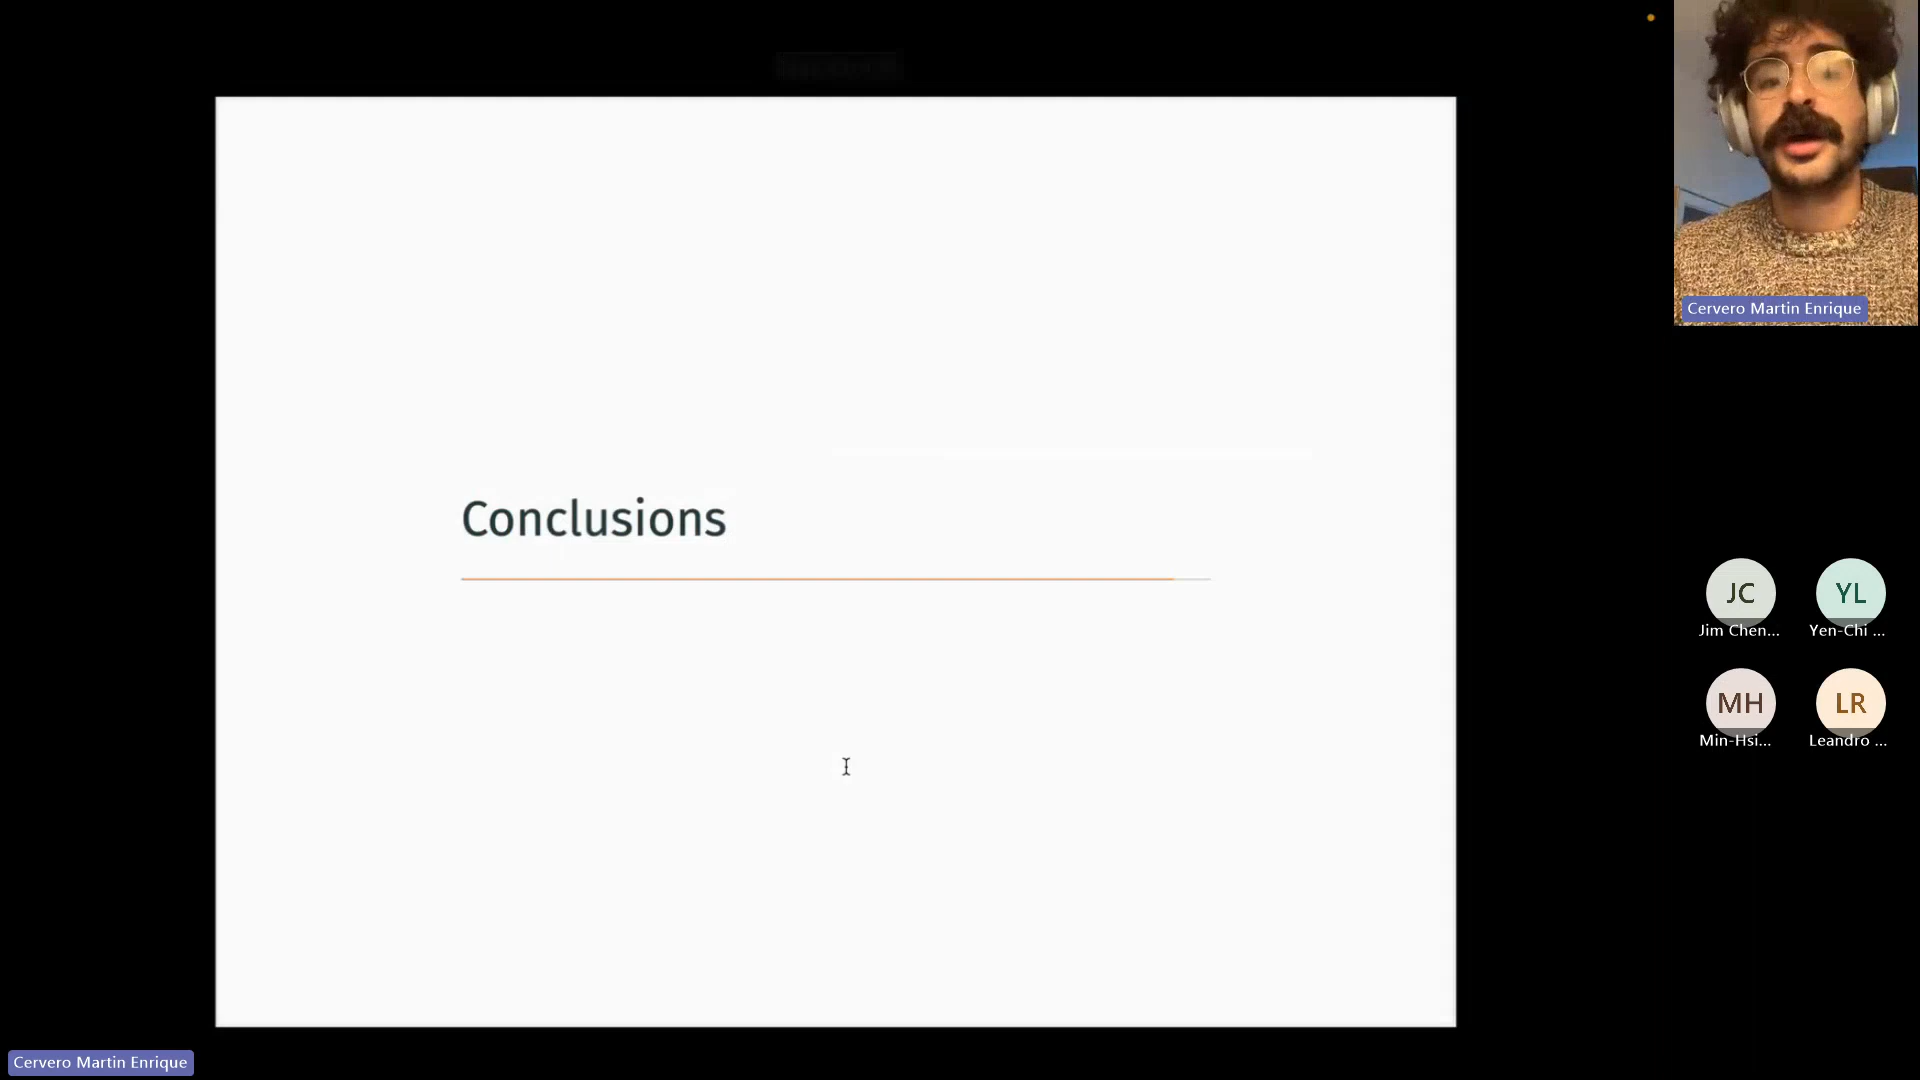 Cervero Martin Enrique
Conclusions
JC
YL
Jim Chen...
Yen-Chi ...
MH
LR
Min-Hsi...
Leandro ...
Cervero Martin Enrique